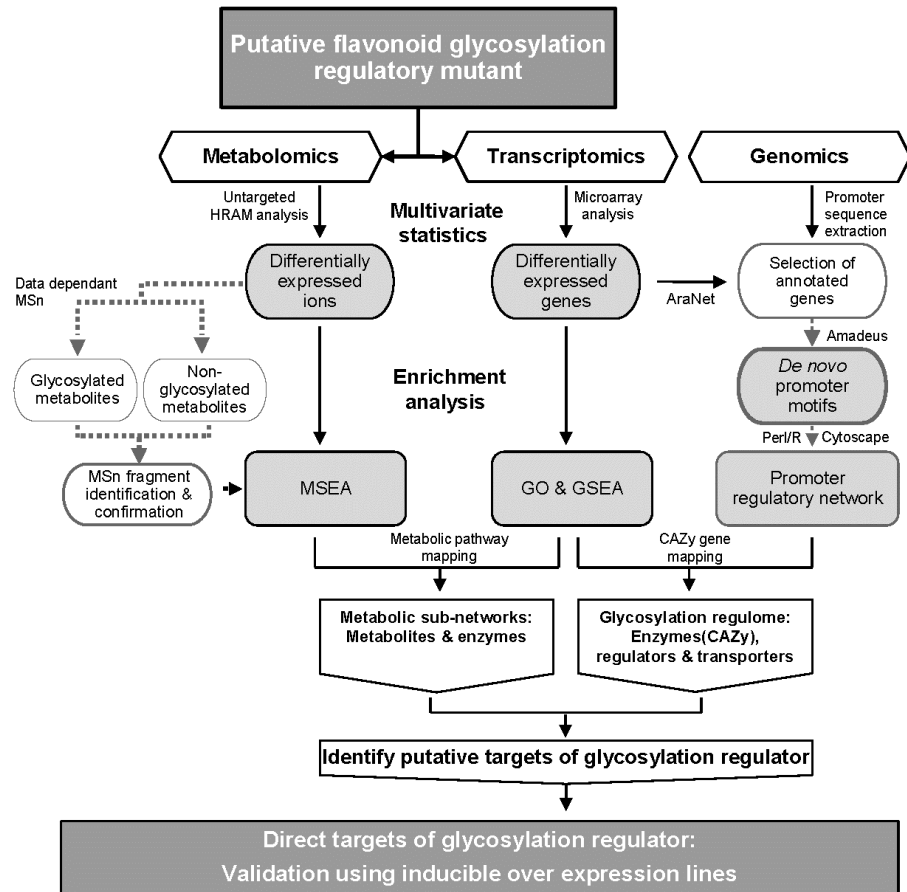 Putative flavonoid glycosylation
regulatory mutant
Metabolomics
Transcriptomics
Genomics
Untargeted
HRAM analysis
Multivariate
statistics
Microarray
analysis
Promoter
sequence
extraction
Differentially
expressed
ions
Differentially
expressed
genes
AraNet
Selection of
annotated
genes
Data dependant
MSn
Amadeus
Glycosylated
metabolites
Non-
glycosylated
metabolites
Enrichment
analysis
De novo
promoter
motifs
Perl/R
Cytoscape
MSn fragment
identification &
confirmation
MSEA
GO & GSEA
Promoter
regulatory network
Metabolic pathway
mapping
CAZy gene
mapping
Metabolic sub-networks:
Metabolites & enzymes
Glycosylation regulome:
Enzymes(CAZy),
regulators & transporters
Identify putative targets of glycosylation regulator
Direct targets of glycosylation regulator:
Validation using inducible over expression lines